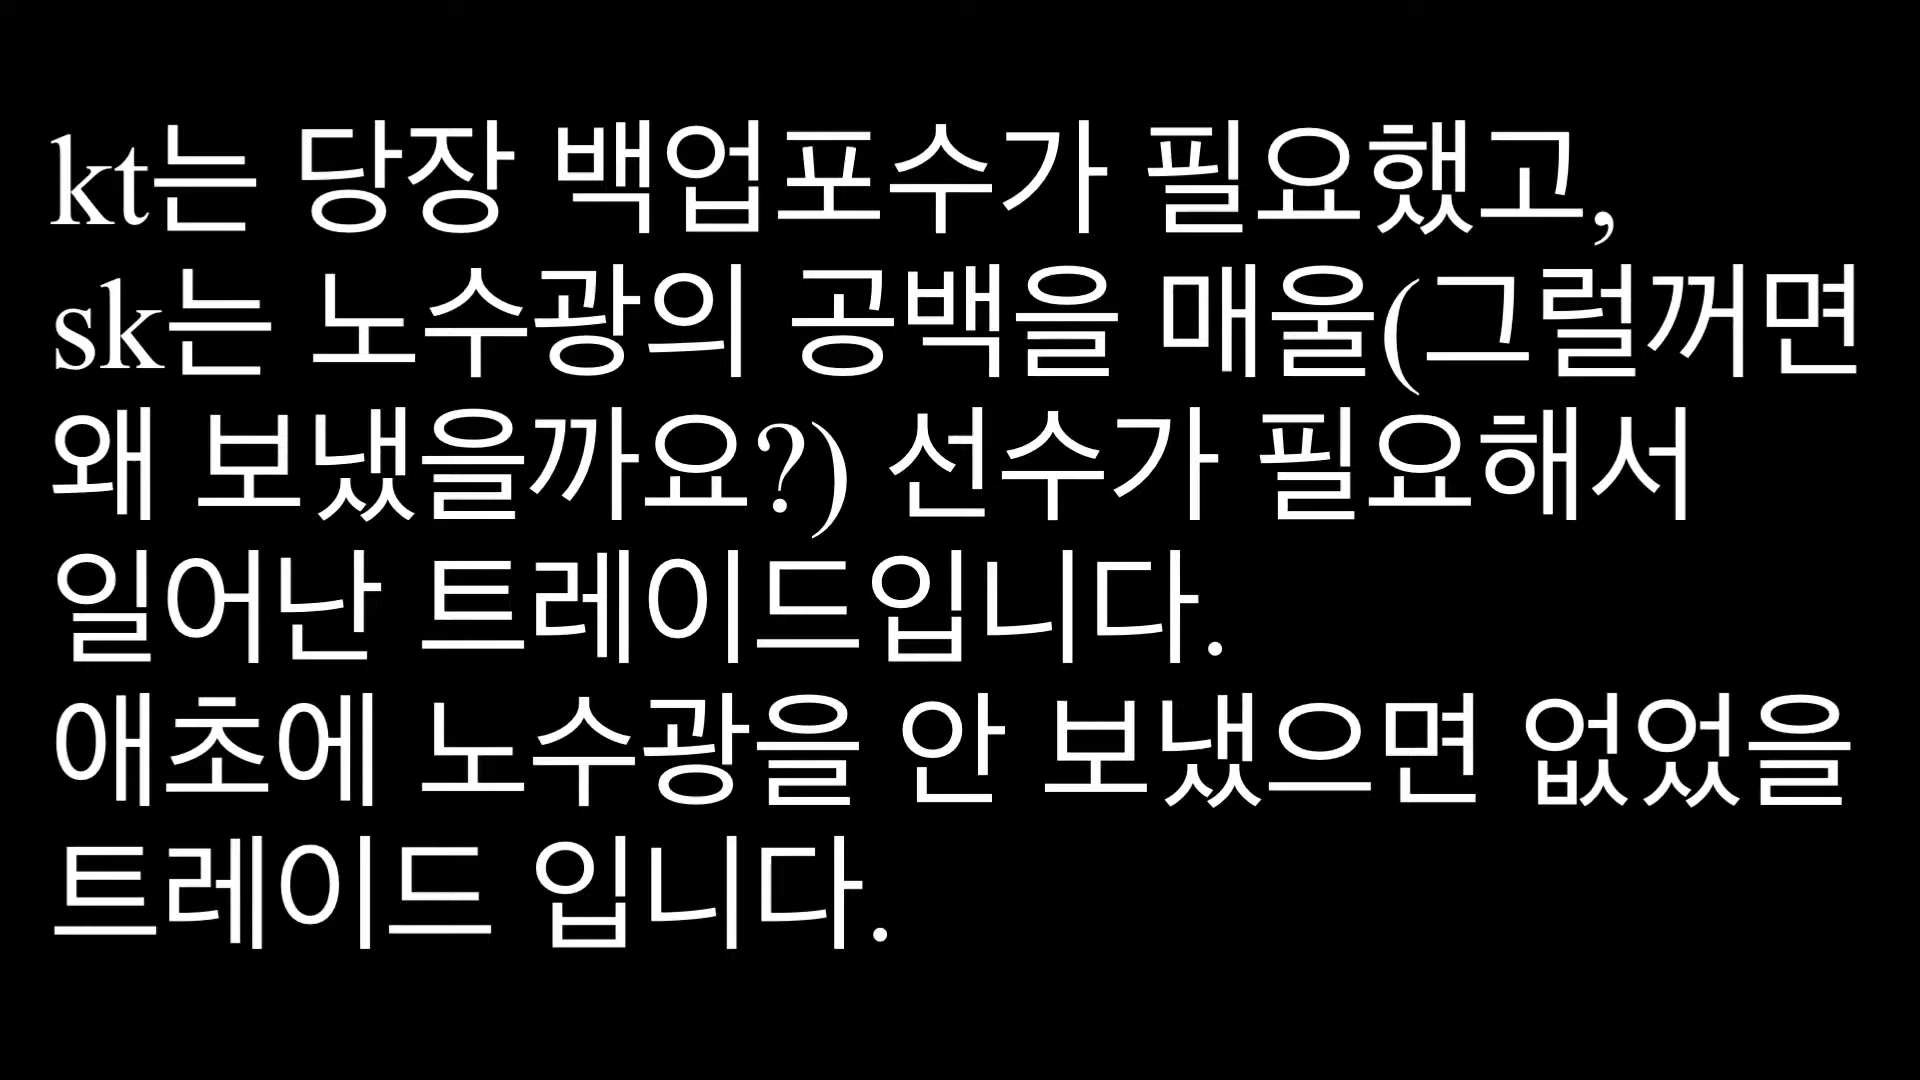 kt는 당장 백업포수가 필요했고,
sk는 노수광의 공백을 매울(그럴꺼면
왜 보냈을까요?) 선수가 필요해서
일어난 트레이드입니다.
애초에 노수광을 안 보냈으면 없었을
트레이드 입니다.